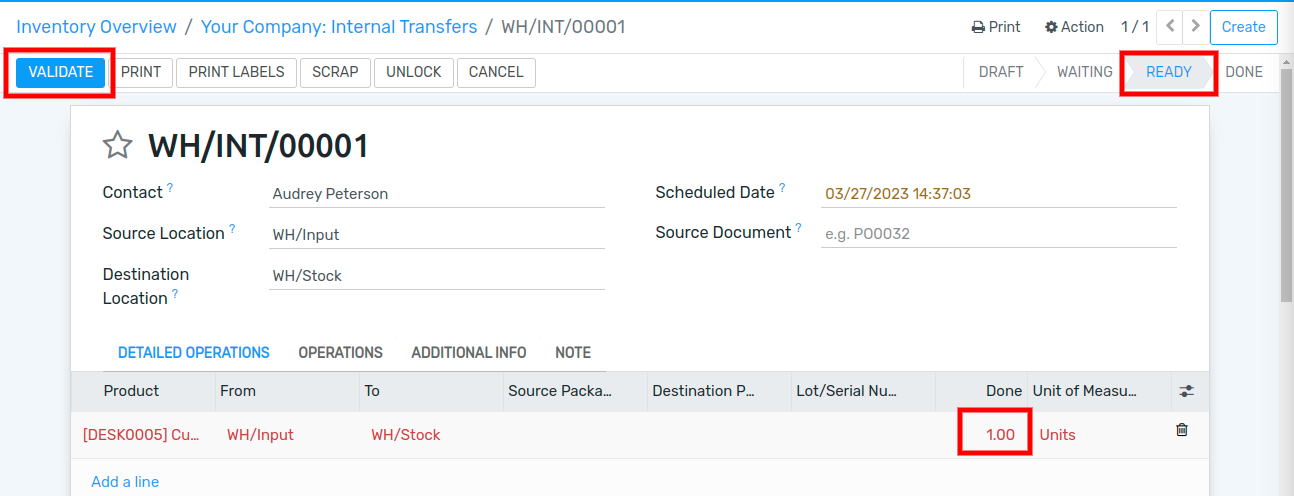 Inventory Overview / Your Company: Internal Transfers / WH/INT/00001 Print Action 1 / 1 Create
VALIDATE PRINT PRINT LABELS SCRAP UNLOCK CANCEL DRAFT WAITING READY DONE
WH/INT/00001
Contact ? Audrey Peterson Scheduled Date ? 03/27/2023 14:37:03
Source Location ? WH/Input Source Document ? e.g. PO0032
Destination WH/Stock
Location ?
DETAILED OPERATIONS OPERATIONS ADDITIONAL INFO NOTE
Product From To Source Packa... Destination P... Lot/Serial Nu... Done Unit of Measu...
[DESK0005] Cu... WH/Input WH/Stock 1.00 Units
Add a line